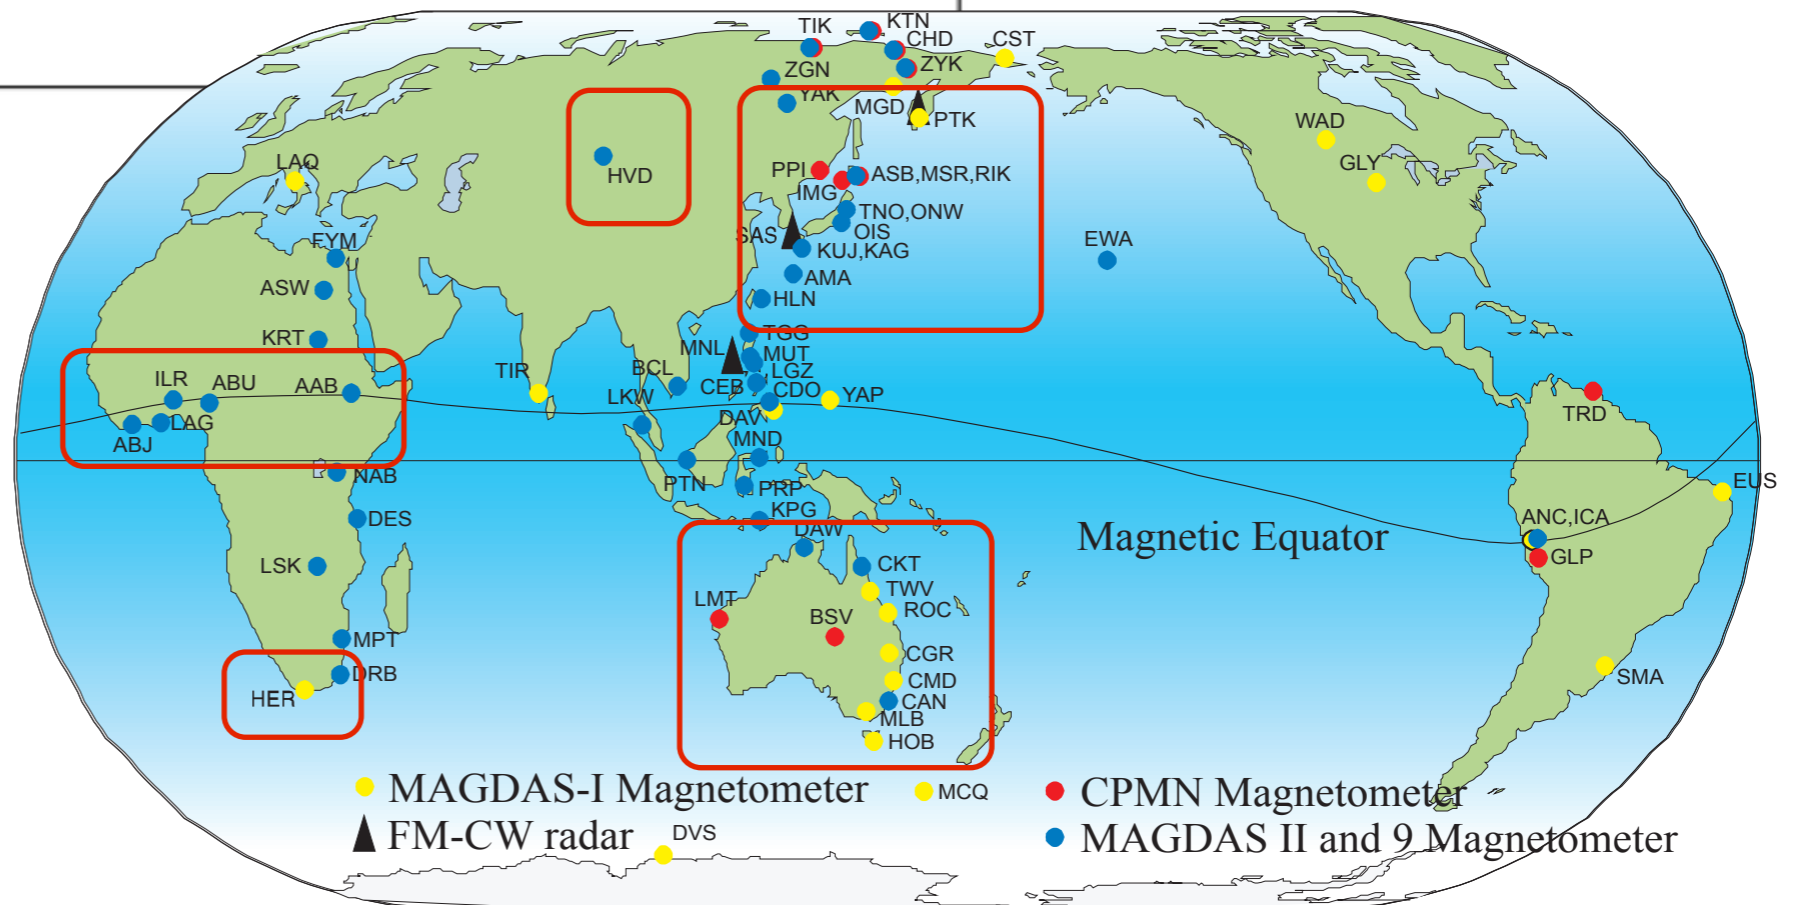 TIK
KTN
CHD
CST
ZGN
ZYK
YAK
MGD
PTK
WAD
LAQ
GLY
HVD
PPI
ASB,MSR,RIK
IMG
TNO,ONW
OIS
SAS
KUJ,KAG
EWA
FYM
AMA
ASW
HLN
KRT
TGG
MNL
MUT
TIR
BCL
LGZ
ILR
ABU
AAB
CEB
CDO
YAP
LKW
TRD
ABJ
LAG
DAV
MND
NAB
PTN
PRP
EUS
KPG
DES
ANC,ICA
DAW
Magnetic Equator
GLP
LSK
CKT
TWV
LMT
ROC
BSV
MPT
CGR
DRB
CMD
SMA
HER
CAN
MLB
HOB
MAGDAS-I Magnetometer
MCQ
CPMN Magnetometer
FM-CW radar
DVS
MAGDAS II and 9 Magnetometer